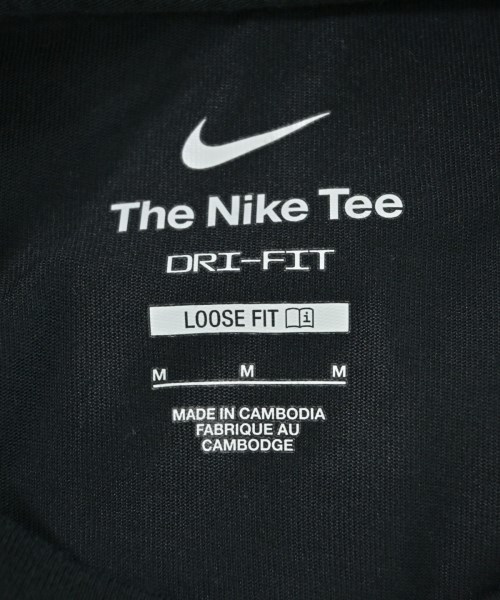 The Nike Tee
DRI-FIT
LOOSE FIT
M M M
MADE IN CAMBODIA
FABRIQUE AU
CAMBODGE